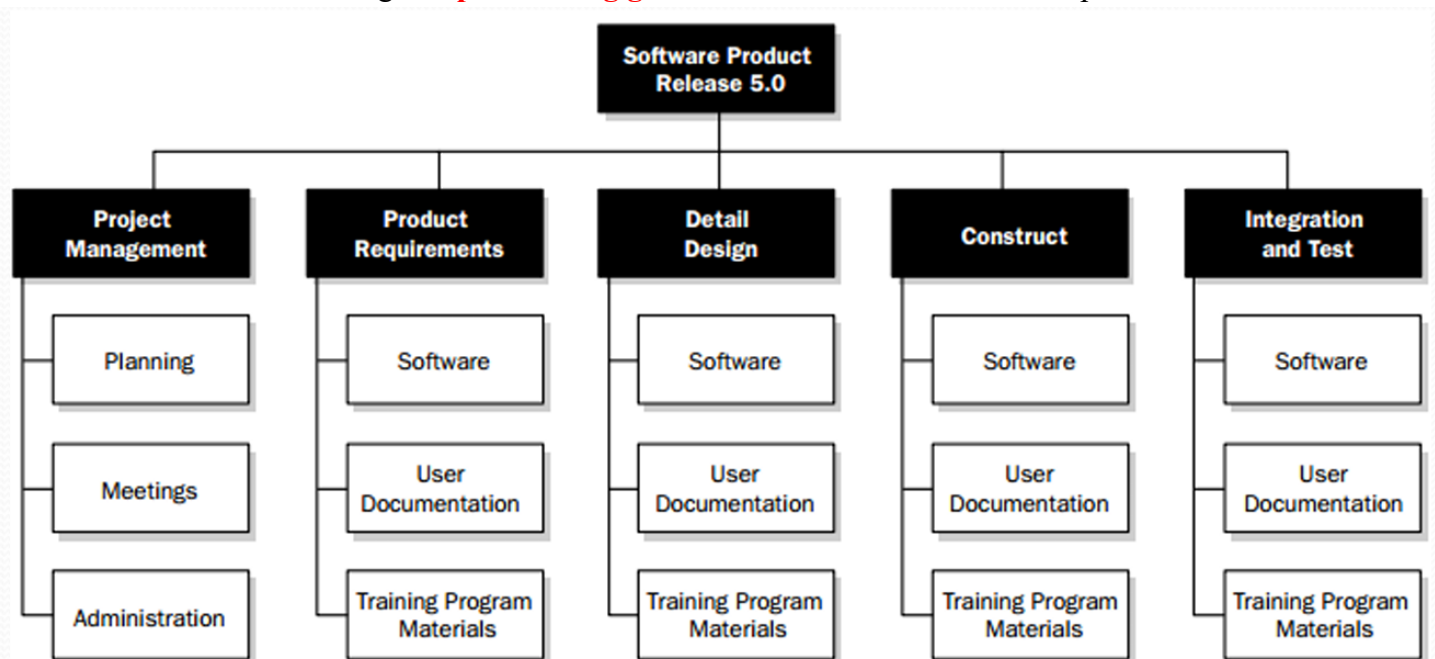 Software Product
Release 5.0
Project
Management
Product
Requirements
Detail
Design
Construct
Integration
and Test
Planning
Software
Software
Software
Software
Meetings
User
Documentation
User
Documentation
User
Documentation
User
Documentation
Administration
Training Program
Materials
Training Program
Materials
Training Program
Materials
Training Program
Materials